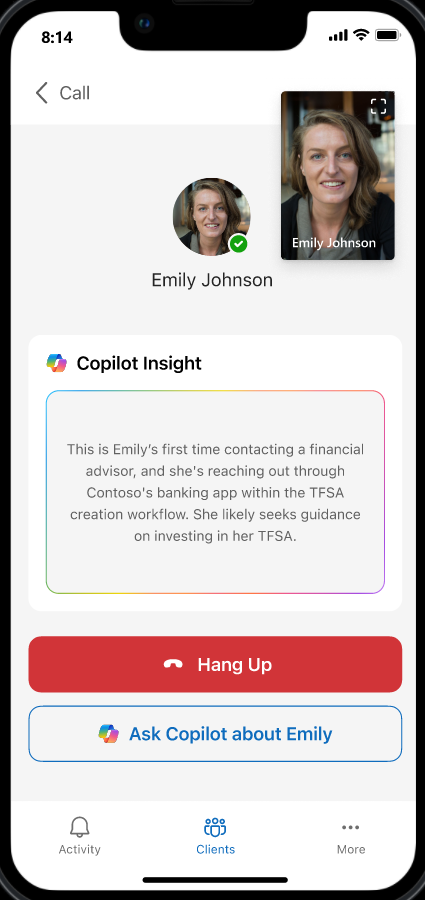 8:14
Call
Emily Johnson
Emily Johnson
Copilot Insight
This is Emily's first time contacting a financial
advisor, and she's reaching out through
Contoso's banking app within the TFSA
creation workflow. She likely seeks guidance
on investing in her TFSA.
Hang Up
Ask Copilot about Emily
Activity
Clients
More